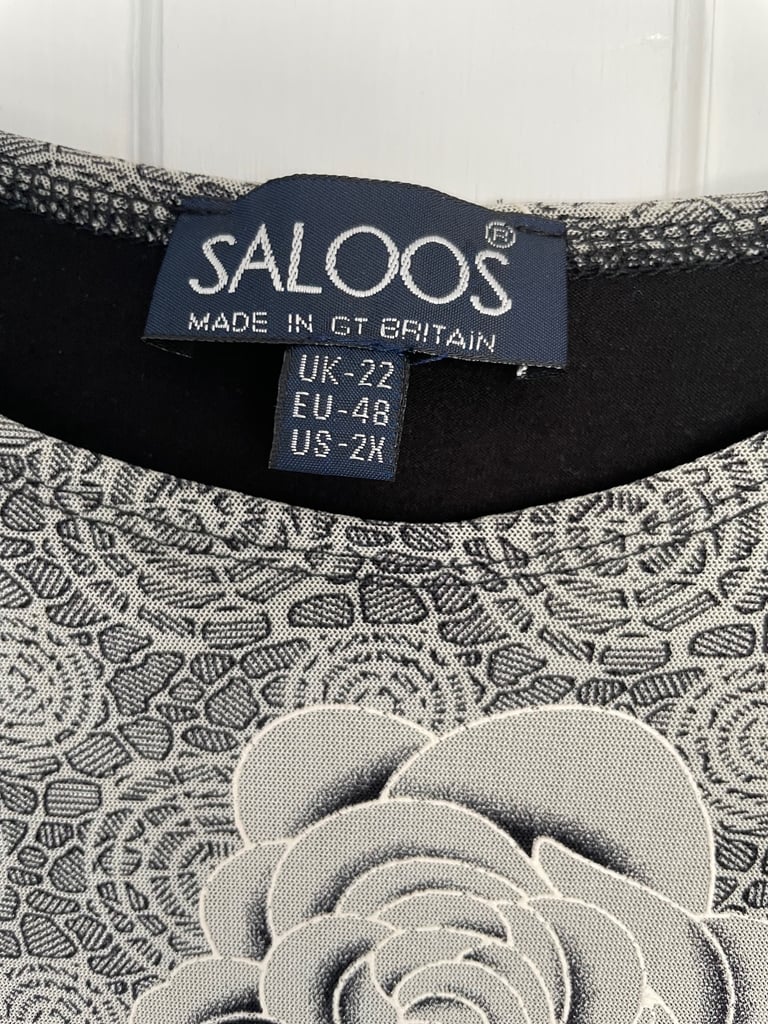 SALOOS®
MADE IN GT BRITAIN
UK-22
EU-48
US-2X